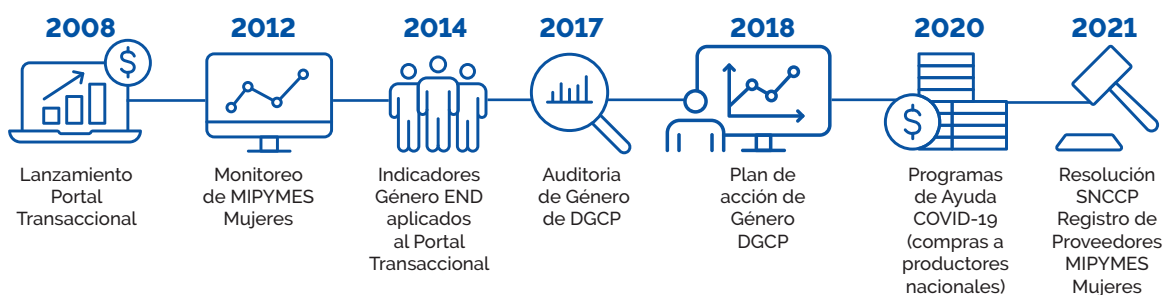 2008
Lanzamiento
Portal
Transaccional
2012
Monitoreo
de MIPYMES
Mujeres
2014
Indicadores
Género END
aplicados
al Portal
Transaccional
2017
Auditoria
de Género
de DGCP
2018
Plan de
acción de
Género
DGCP
2020
Programas
de Ayuda
COVID-19
(compras a
productores
nacionales)
2021
Resolución
SNCCP
Registro de
Proveedores
MIPYMES
Mujeres
$
$